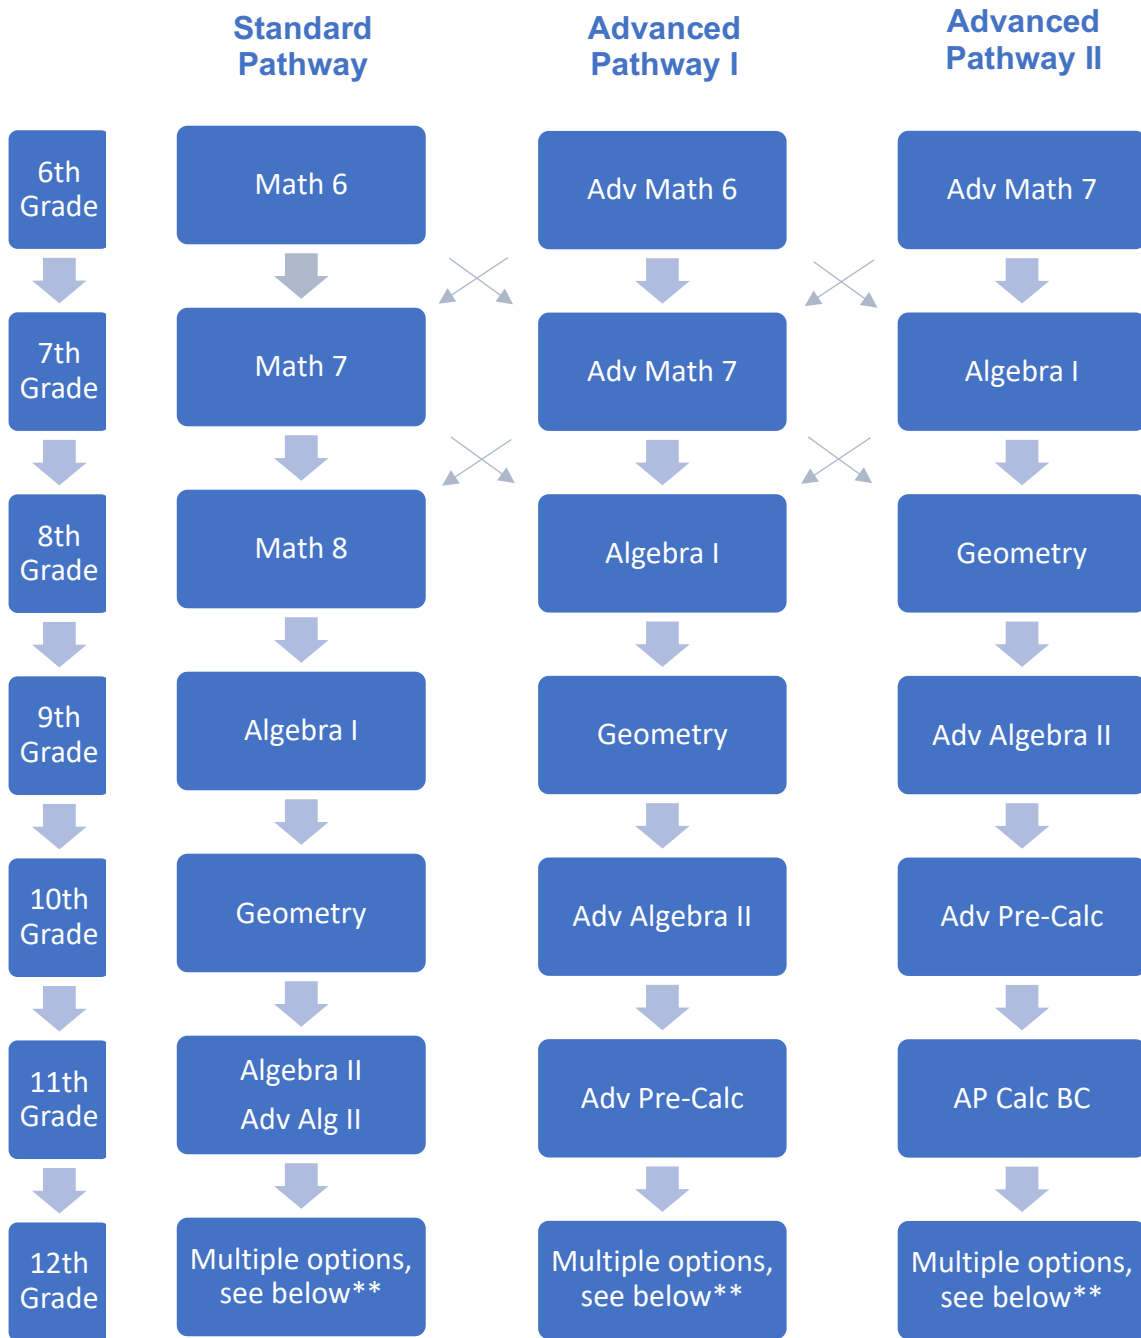 Standard
Pathway
Advanced
Pathway I
Advanced
Pathway II
6th
Grade
Math 6
Adv Math 6
Adv Math 7
7th
Grade
Math 7
Adv Math 7
Algebra I
8th
Grade
Math 8
Algebra I
Geometry
9th
Grade
Algebra I
Geometry
Adv Algebra II
10th
Grade
Geometry
Adv Algebra II
Adv Pre-Calc
11th
Grade
Algebra II
Adv Alg II
Adv Pre-Calc
AP Calc BC
12th
Grade
Multiple options,
see below**
Multiple options,
see below**
Multiple options,
see below**